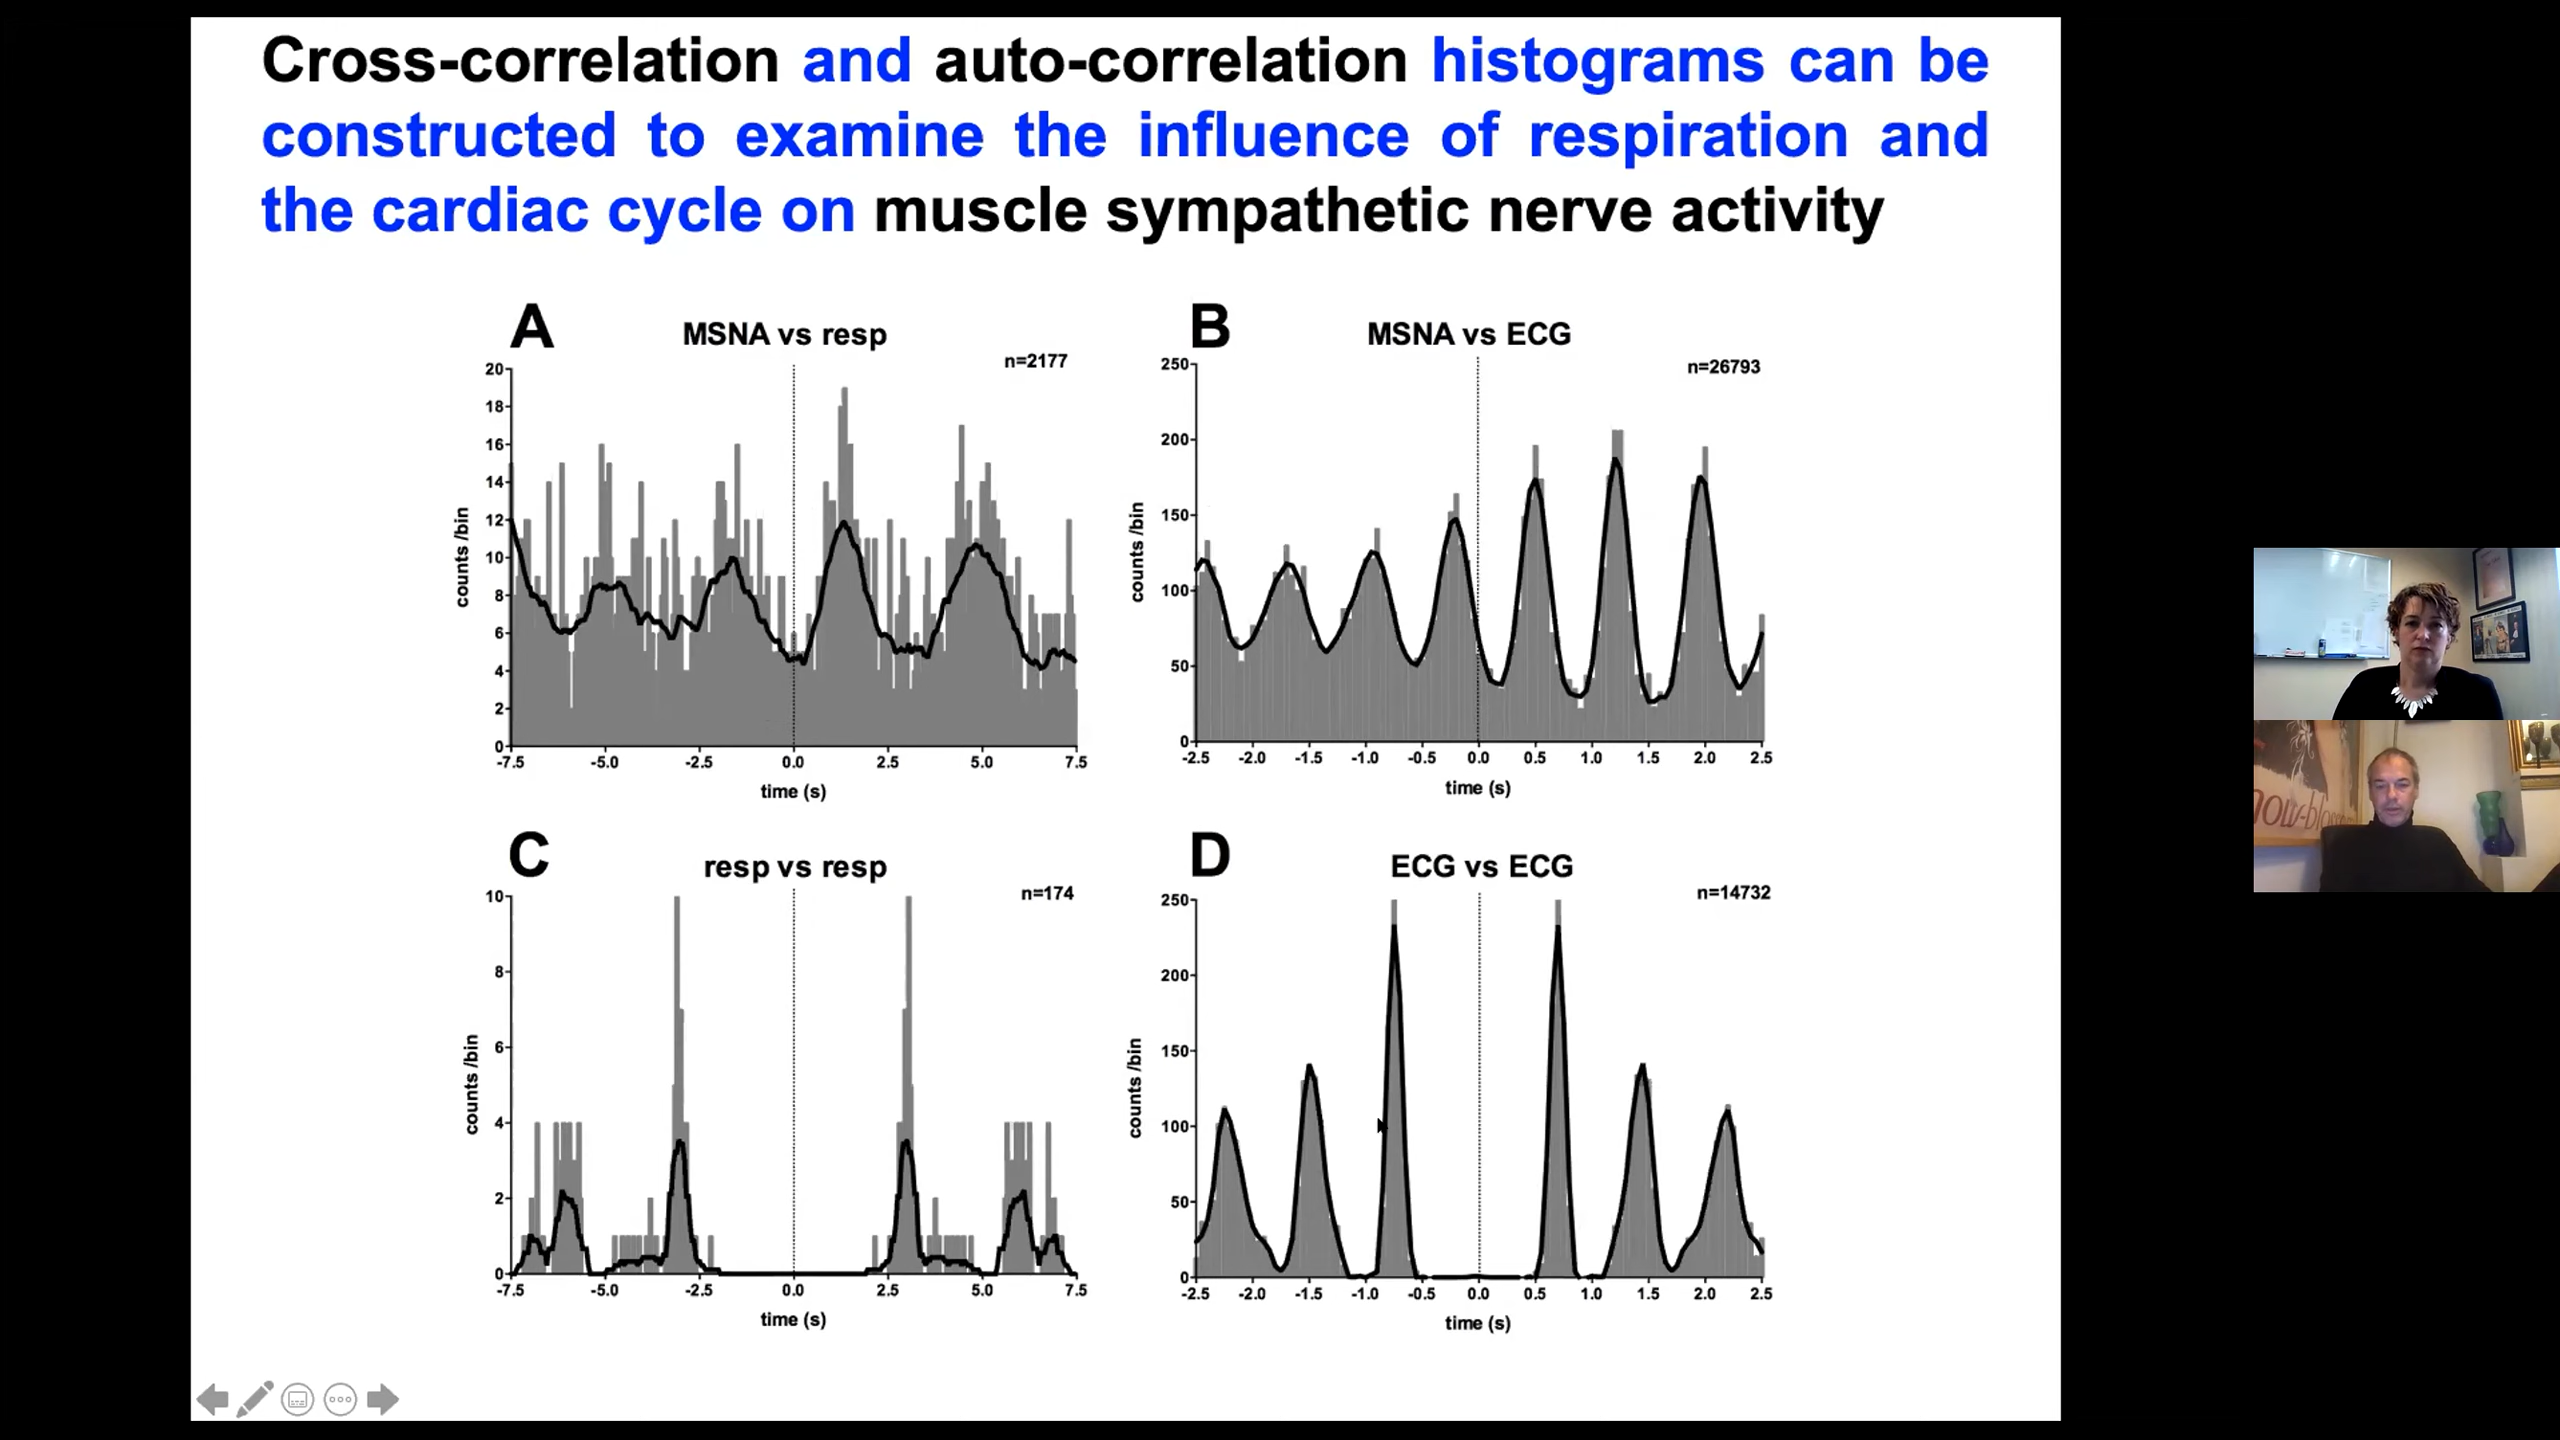 Cross-correlation and auto-correlation histograms can be
constructed to examine the influence of respiration and
the cardiac cycle on muscle sympathetic nerve activity
A
MSNA vs resp
n=2177
counts /bin
20
18
16
14
12
10
8
6
4
2
0
-7.5 -5.0 -2.5 0.0 2.5 5.0 7.5
time (s)
B
MSNA vs ECG
n=26793
counts /bin
250
200
150
100
50
0
-2.5 -2.0 -1.5 -1.0 -0.5 0.0 0.5 1.0 1.5 2.0 2.5
time (s)
C
resp vs resp
n=174
counts /bin
10
8
6
4
2
0
-7.5 -5.0 -2.5 0.0 2.5 5.0 7.5
time (s)
D
ECG vs ECG
n=14732
counts /bin
250
200
150
100
50
0
-2.5 -2.0 -1.5 -1.0 -0.5 0.0 0.5 1.0 1.5 2.0 2.5
time (s)